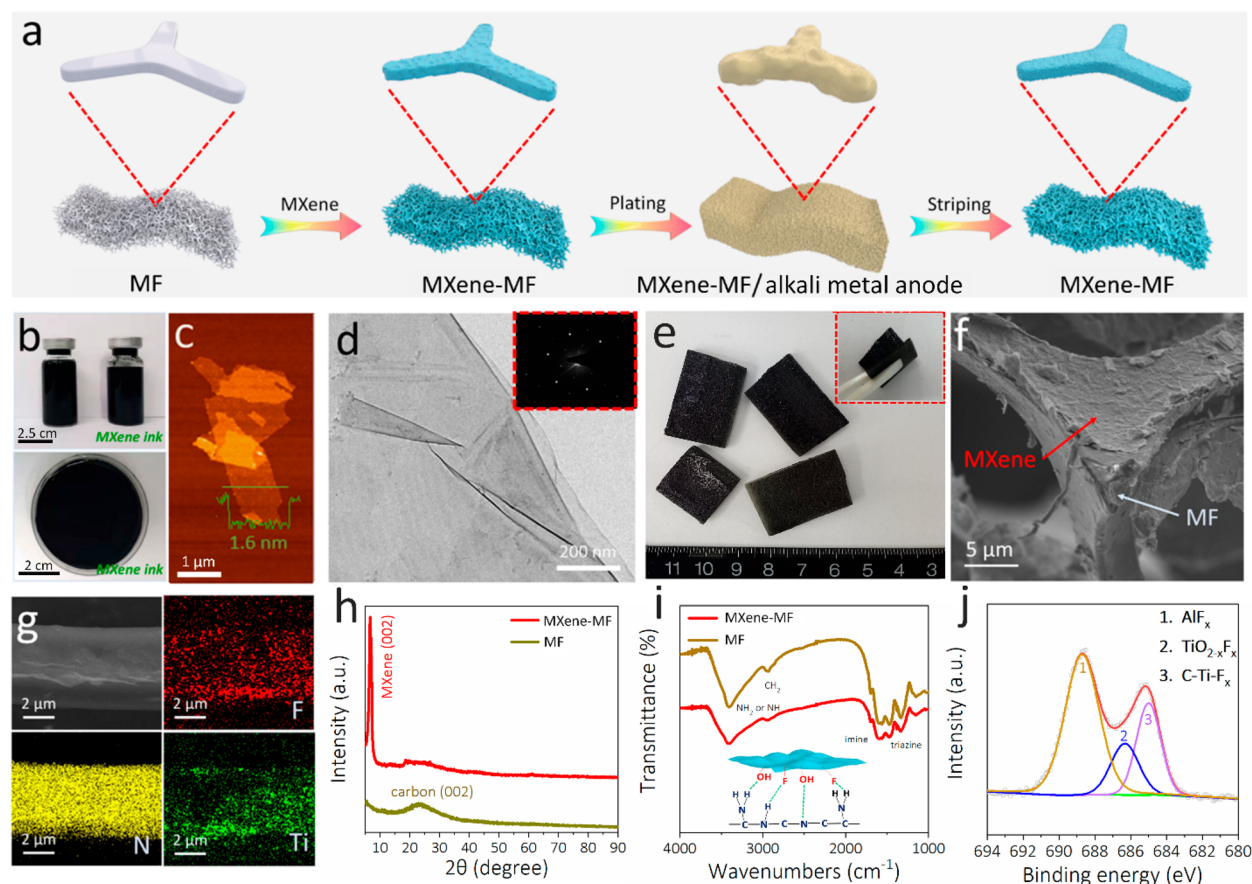 a
MXene
Plating
Striping
MF
MXene-MF
MXene-MF/alkali metal anode
MXene-MF
b
2.5 cm
MXene ink
2 cm
MXene ink
c
1.6 nm
1 μm
d
200 nm
e
11 10 9 8 7 6 5 4 3
f
MXene
MF
5 μm
g
2 μm
2 μm
F
2 μm
N
2 μm
Ti
h
MXene-MF
MF
MXene (002)
carbon (002)
Intensity (a.u.)
0 10 20 30 40 50 60 70 80 90
2θ (degree)
i
MXene-MF
MF
CH2
NH2 or NH
imine
triazine
OH F OH F
H H H H H
N N N
C N C N C C
Transmittance (%)
4000 3000 2000 1000
Wavenumbers (cm-1)
j
1. AlFx
2. TiO2-xFx
3. C-Ti-Fx
1
2
3
Intensity (a.u.)
694 692 690 688 686 684 682 680
Binding energy (eV)